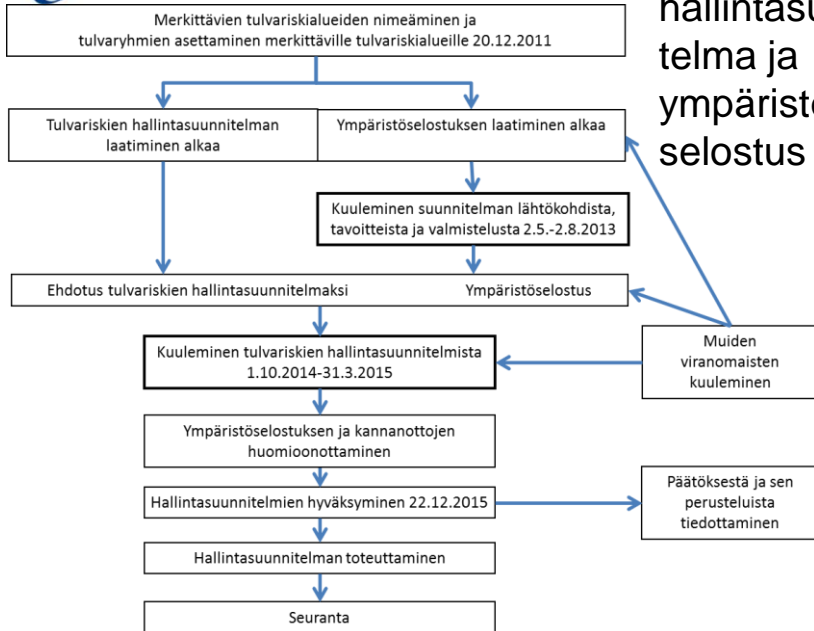 hallintasu
telma ja
ympäristö
selostus
Merkittävien tulvariskialueiden nimeäminen ja
tulvaryhmien asettaminen merkittäville tulvariskialueille 20.12.2011
Tulvariskien hallintasuunnitelman
laatiminen alkaa
Ympäristöselostuksen laatiminen alkaa
Kuuleminen suunnitelman lähtökohdista,
tavoitteista ja valmistelusta 2.5.-2.8.2013
Ehdotus tulvariskien hallintasuunnitelmaksi
Ympäristöselostus
Kuuleminen tulvariskien hallintasuunnitelmista
1.10.2014-31.3.2015
Muiden
viranomaisten
kuuleminen
Ympäristöselostuksen ja kannanottojen
huomioonottaminen
Hallintasuunnitelmien hyväksyminen 22.12.2015
Päätöksestä ja sen
perusteluista
tiedottaminen
Hallintasuunnitelman toteuttaminen
Seuranta